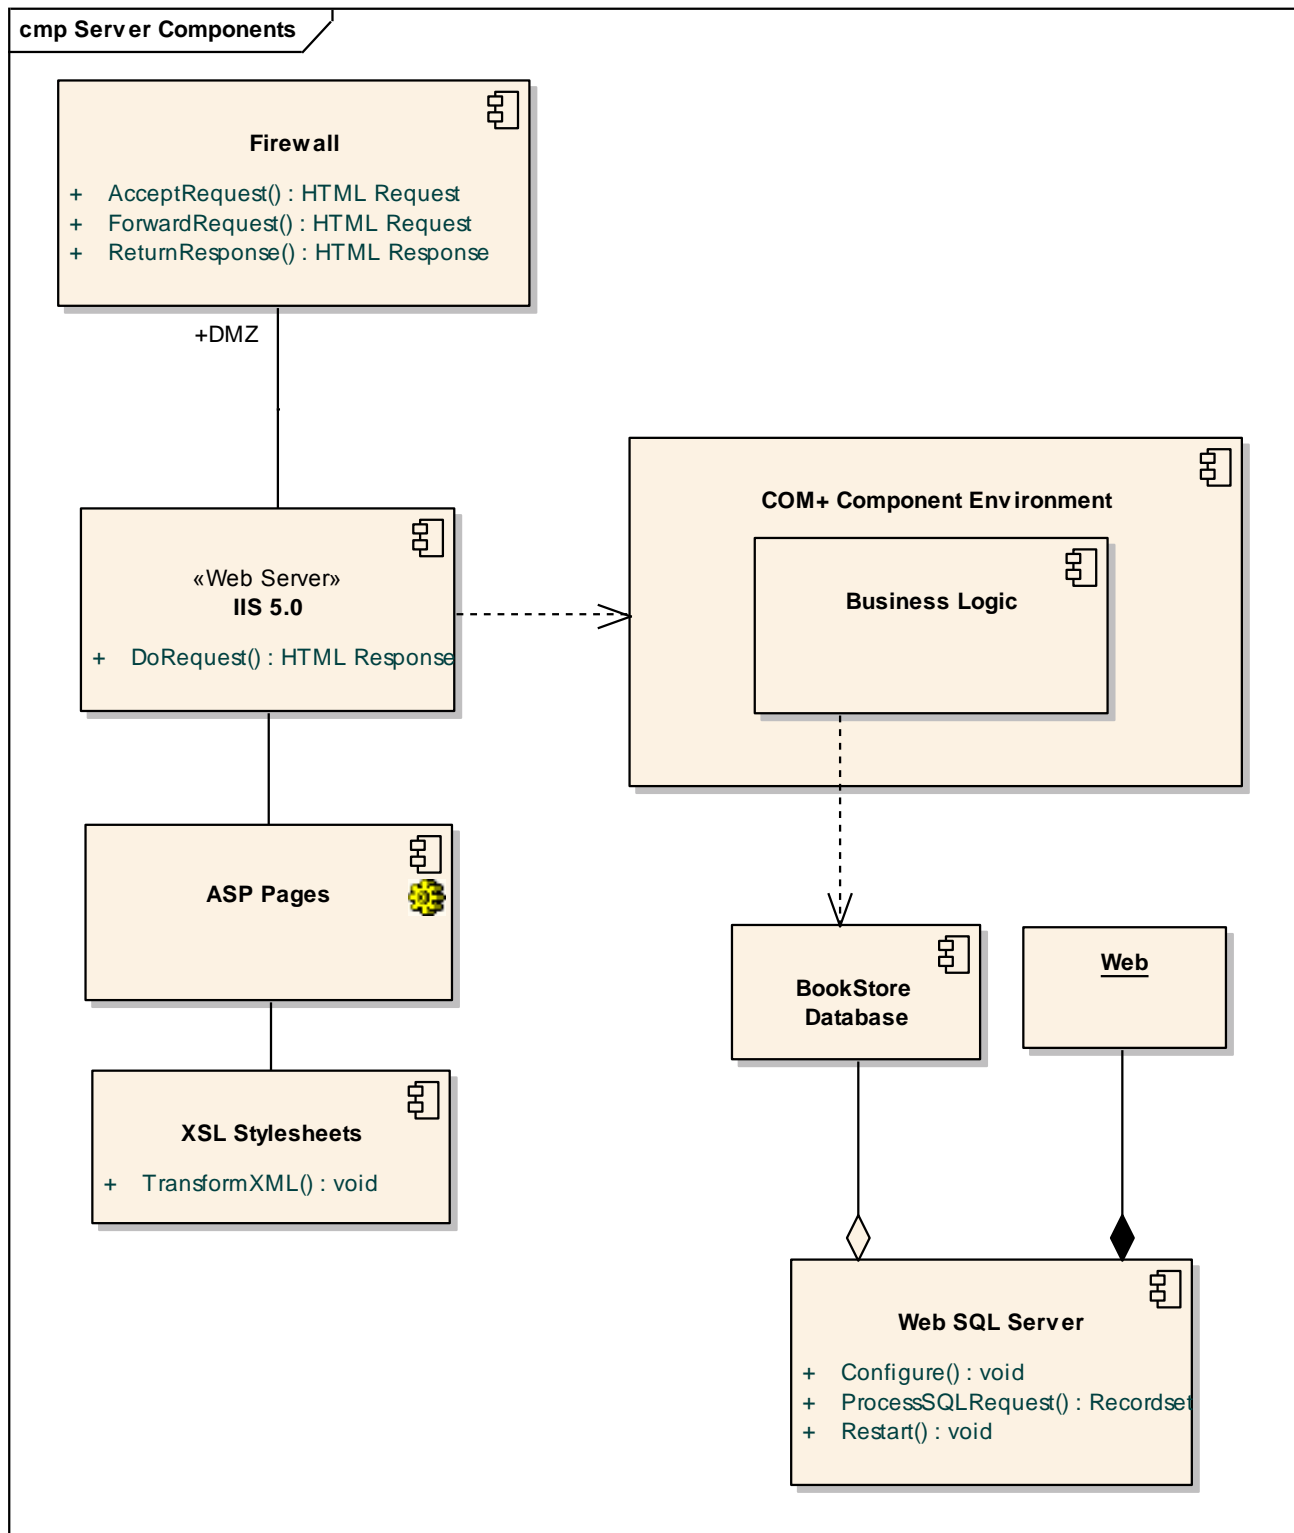 cmp Server Components
Firewall
+ AcceptRequest() : HTML Request
+ ForwardRequest() : HTML Request
+ ReturnResponse() : HTML Response
+DMZ
«Web Server»
IIS 5.0
+ DoRequest() : HTML Response
COM+ Component Environment
Business Logic
ASP Pages
XSL Stylesheets
+ TransformXML() : void
BookStore
Database
Web
Web SQL Server
+ Configure() : void
+ ProcessSQLRequest() : Recordset
+ Restart() : void